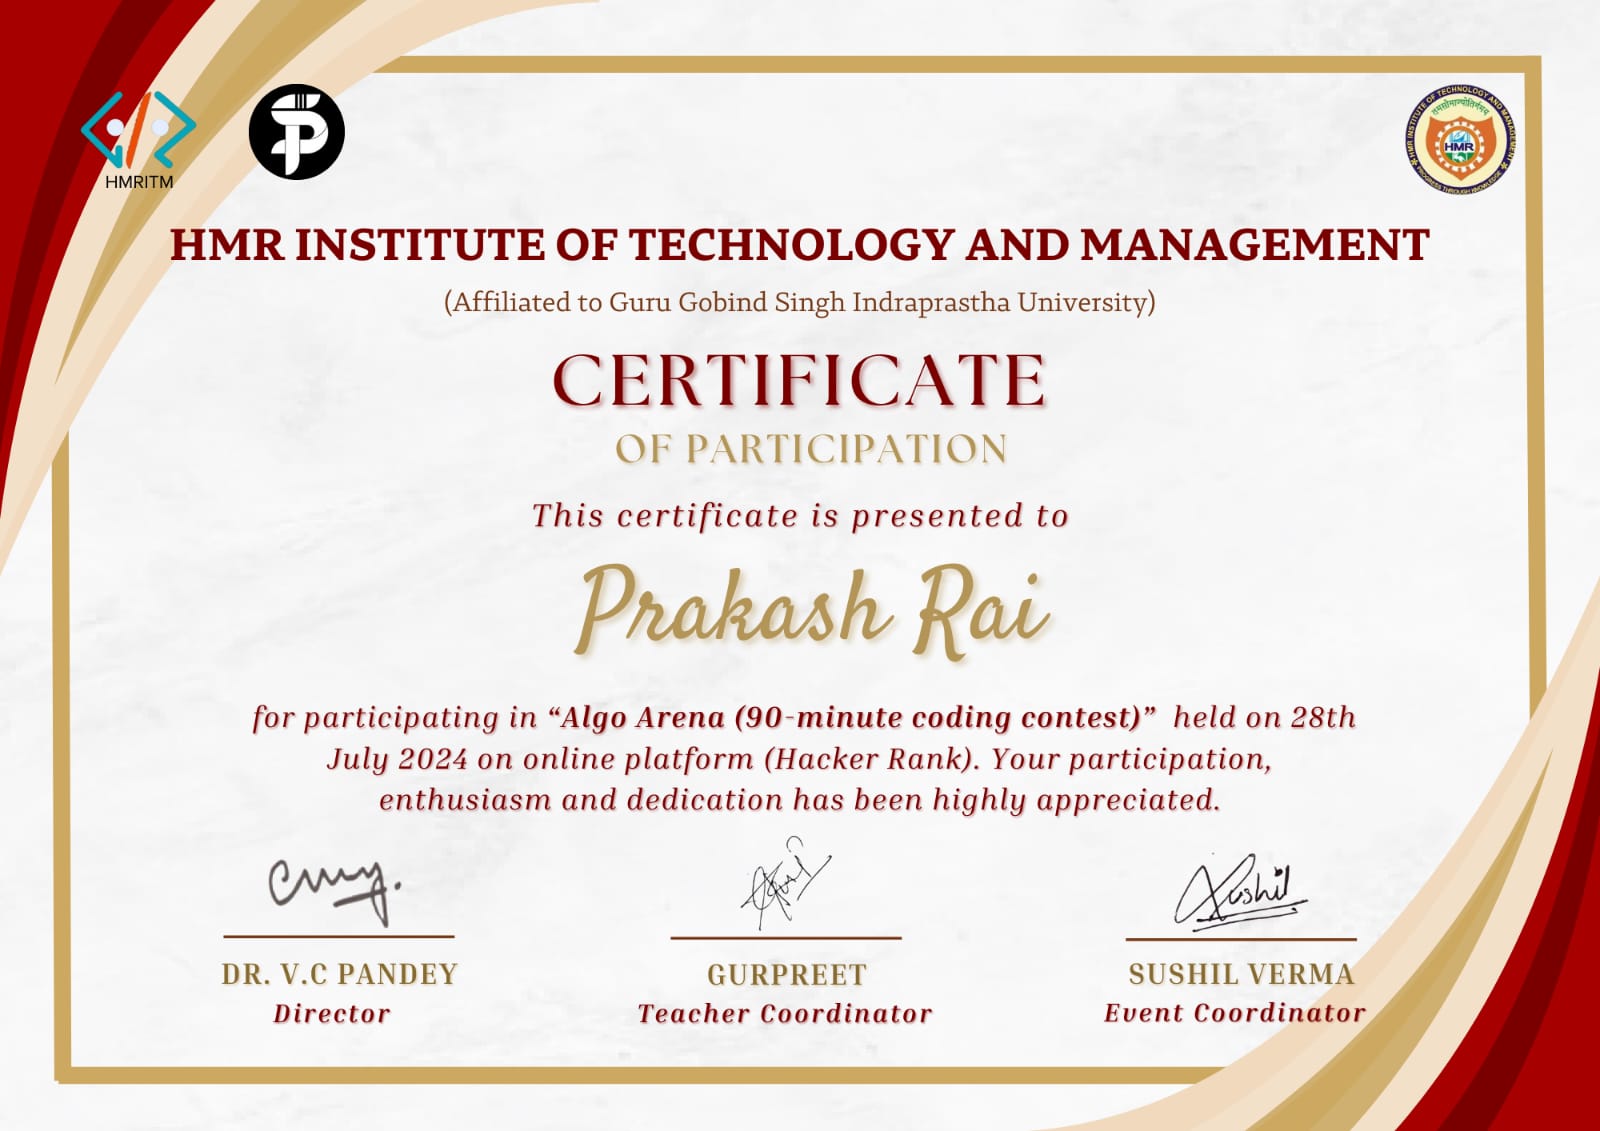 HMRITM
HMR INSTITUTE OF TECHNOLOGY AND MANAGEMENT
तमसोमाज्योतिर्गमय
HMR
PROGRESS THROUGH KNOWLEDGE
HMR INSTITUTE OF TECHNOLOGY AND MANAGEMENT
(Affiliated to Guru Gobind Singh Indraprastha University)
CERTIFICATE
OF PARTICIPATION
This certificate is presented to
Prakash Rai
for participating in “Algo Arena (90-minute coding contest)” held on 28th
July 2024 on online platform (Hacker Rank). Your participation,
enthusiasm and dedication has been highly appreciated.
Sushil
DR. V.C PANDEY
GURPREET
SUSHIL VERMA
Director
Teacher Coordinator
Event Coordinator